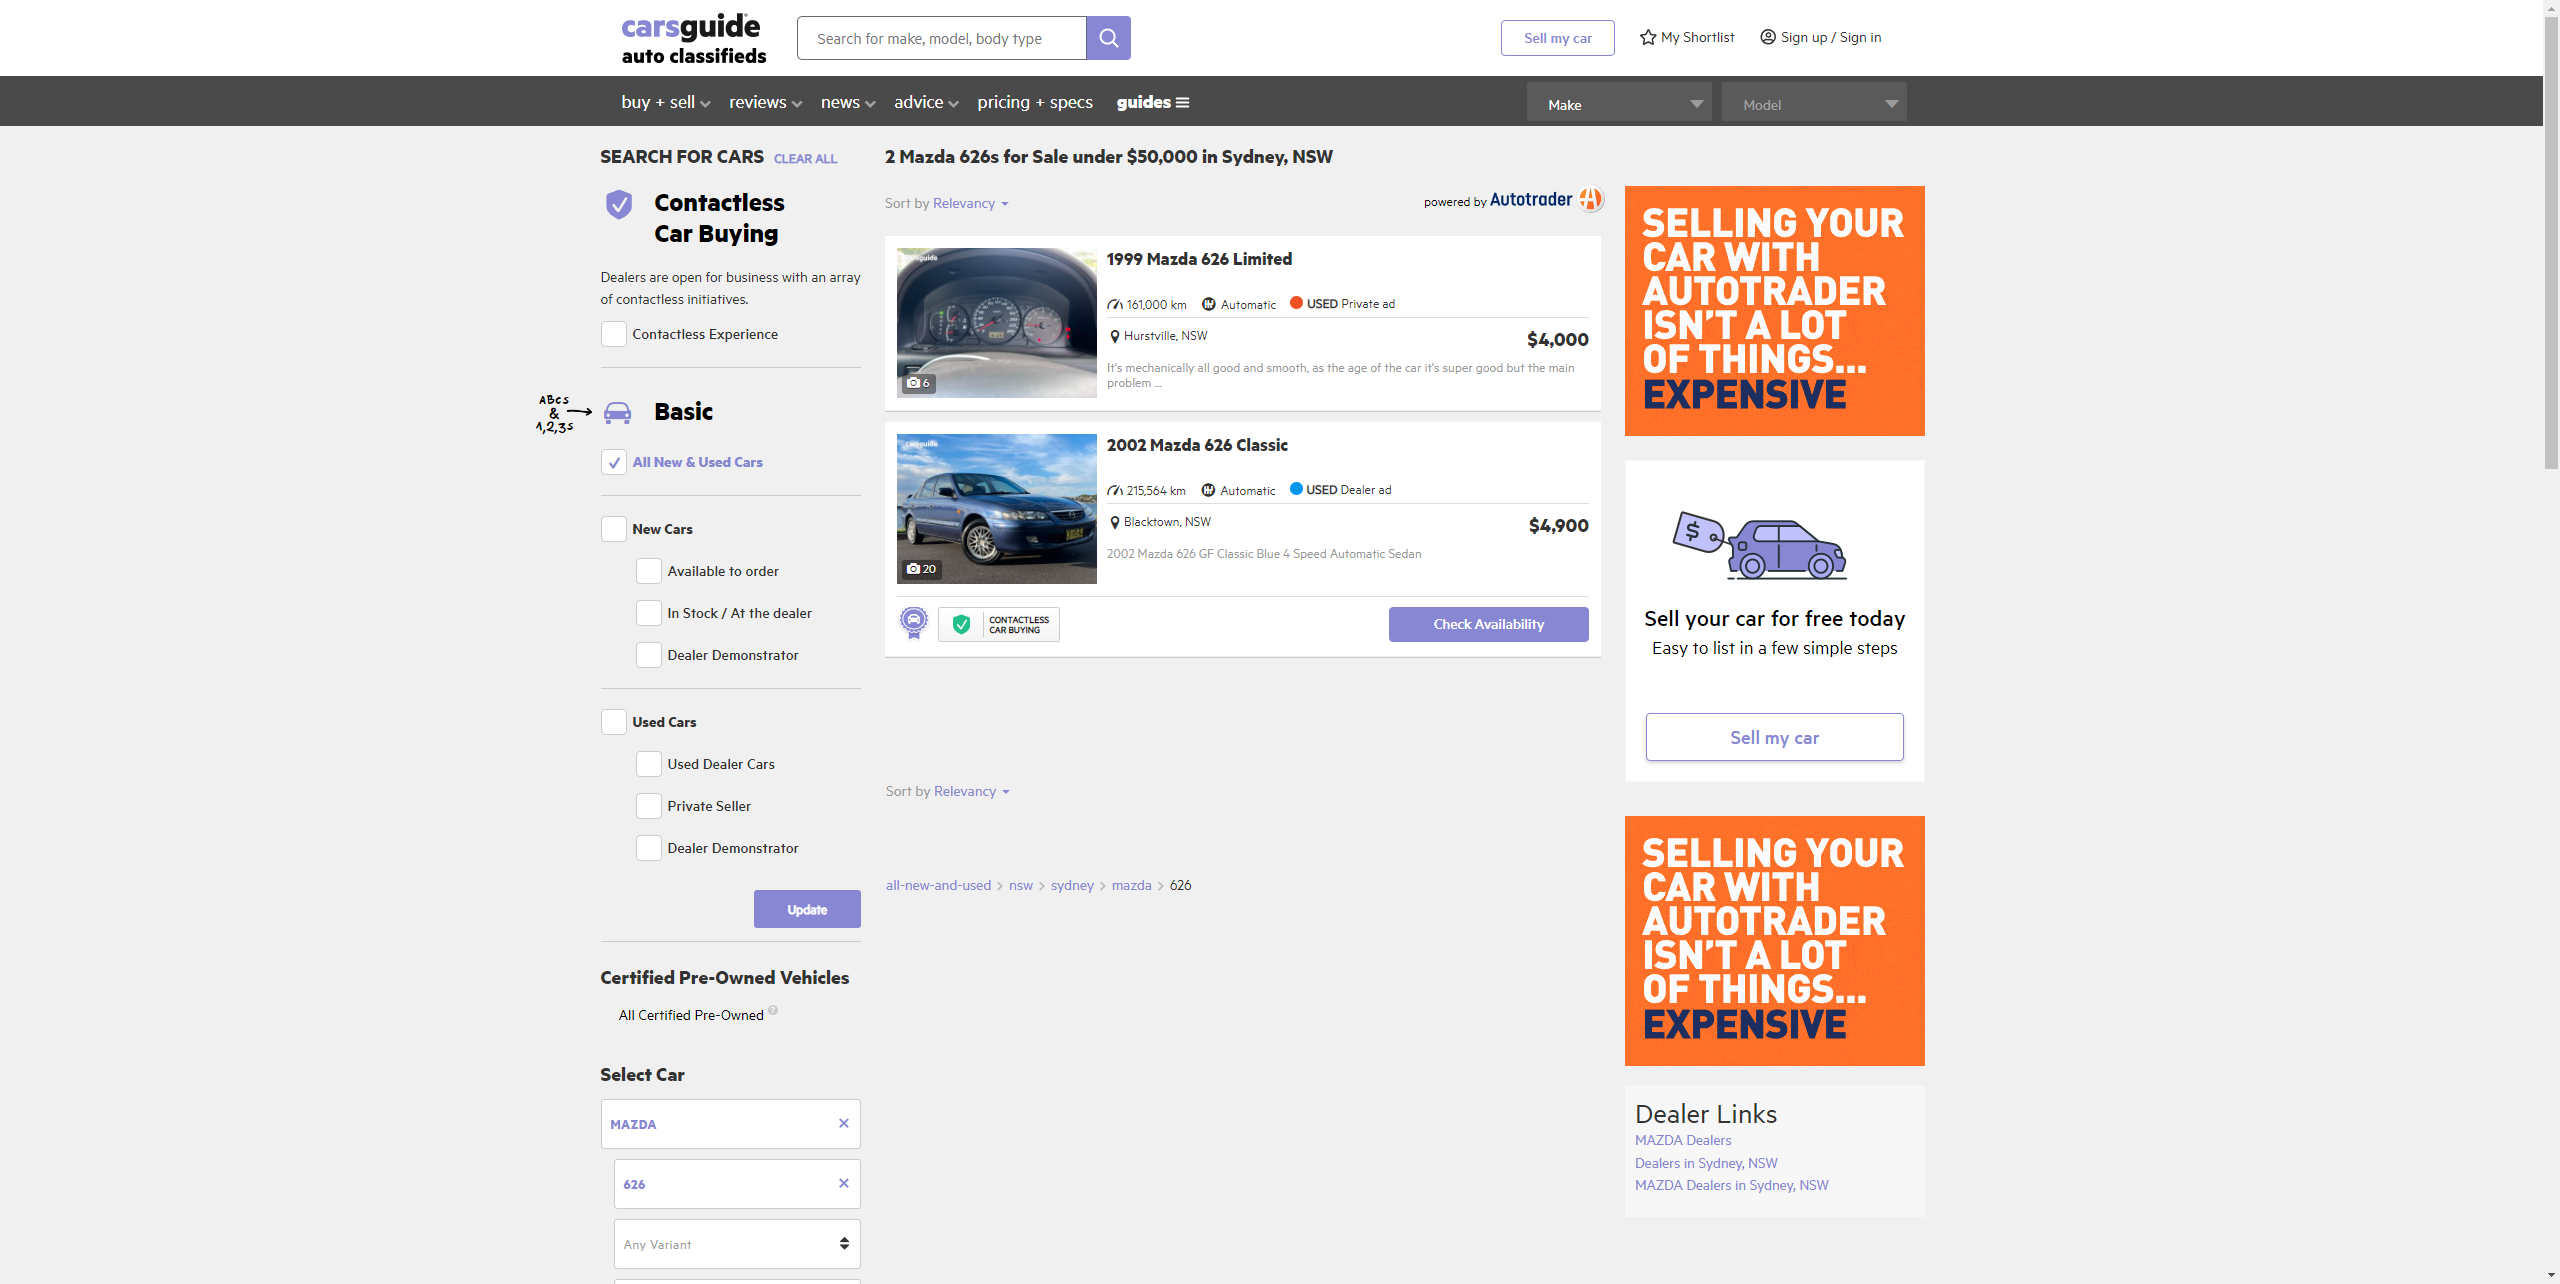 carsguide
auto classifieds
Search for make, model, body type
Sell my car
My Shortlist
Sign up / Sign in
buy + sell
reviews
news
advice
pricing + specs
guides
Make
Model
SEARCH FOR CARS CLEAR ALL
Contactless
Car Buying
Dealers are open for business with an array
of contactless initiatives.
Contactless Experience
ABCs
&
1,2,3s
Basic
All New & Used Cars
New Cars
Available to order
In Stock / At the dealer
Dealer Demonstrator
Used Cars
Used Dealer Cars
Private Seller
Dealer Demonstrator
Update
Certified Pre-Owned Vehicles
All Certified Pre-Owned ?
Select Car
MAZDA
626
Any Variant
2 Mazda 626s for Sale under $50,000 in Sydney, NSW
Sort by Relevancy
powered by Autotrader
carsguide
6
1999 Mazda 626 Limited
161,000 km Automatic USED Private ad
Hurstville, NSW
$4,000
It's mechanically all good and smooth, as the age of the car it's super good but the main
problem ...
carsguide
20
2002 Mazda 626 Classic
215,564 km Automatic USED Dealer ad
Blacktown, NSW
$4,900
2002 Mazda 626 GF Classic Blue 4 Speed Automatic Sedan
CONTACTLESS
CAR BUYING
Check Availability
Sort by Relevancy
all-new-and-used > nsw > sydney > mazda > 626
SELLING YOUR
CAR WITH
AUTOTRADER
ISN'T A LOT
OF THINGS...
EXPENSIVE
$
Sell your car for free today
Easy to list in a few simple steps
Sell my car
SELLING YOUR
CAR WITH
AUTOTRADER
ISN'T A LOT
OF THINGS...
EXPENSIVE
Dealer Links
MAZDA Dealers
Dealers in Sydney, NSW
MAZDA Dealers in Sydney, NSW